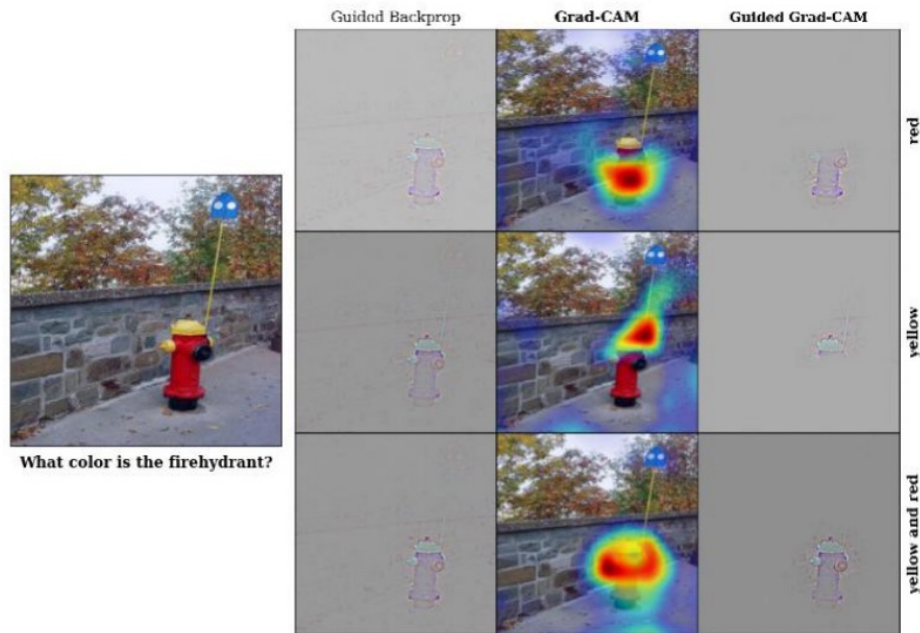 Guided Backprop
Grad-CAM
Guided Grad-CAM
red
What color is the firehydrant?
yellow
yellow and red